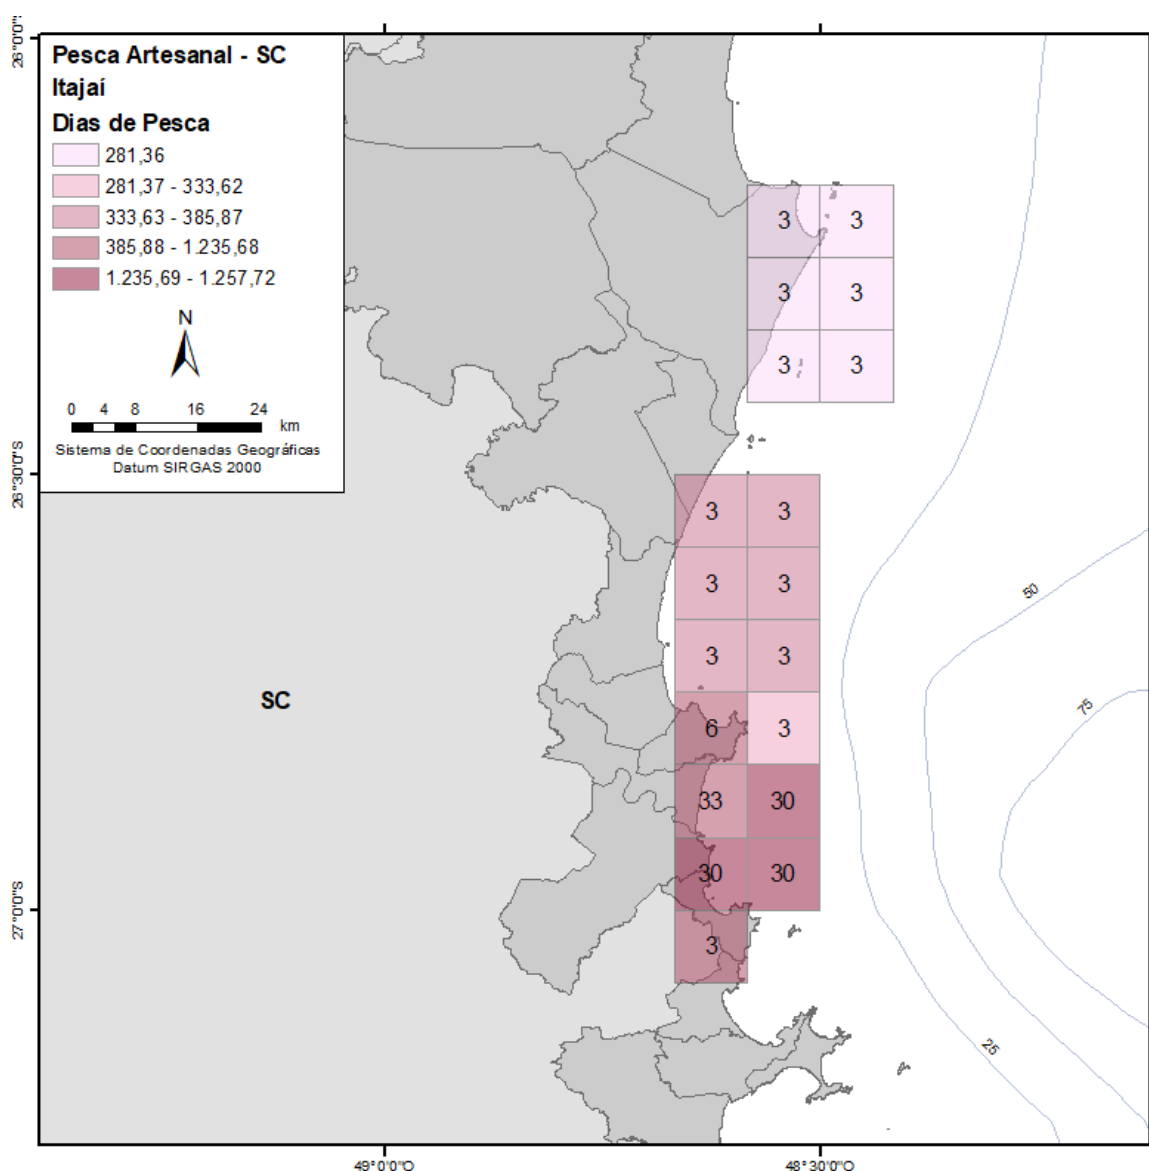 Pesca Artesanal - SC
Itajaí
Dias de Pesca
281,36
281,37 - 333,62
333,63 - 385,87
385,88 - 1.235,68
1.235,69 - 1.257,72
N
0 4 8 16 24 km
Sistema de Coordenadas Geográficas
Datum SIRGAS 2000
26°0'0"S
26°30'0"S
27°0'0"S
3 3
3 3
3 3
3 3
3 3
3 3
6 3
33 30
30 30
3
SC
50
75
25
49°0'0"O
48°30'0"O